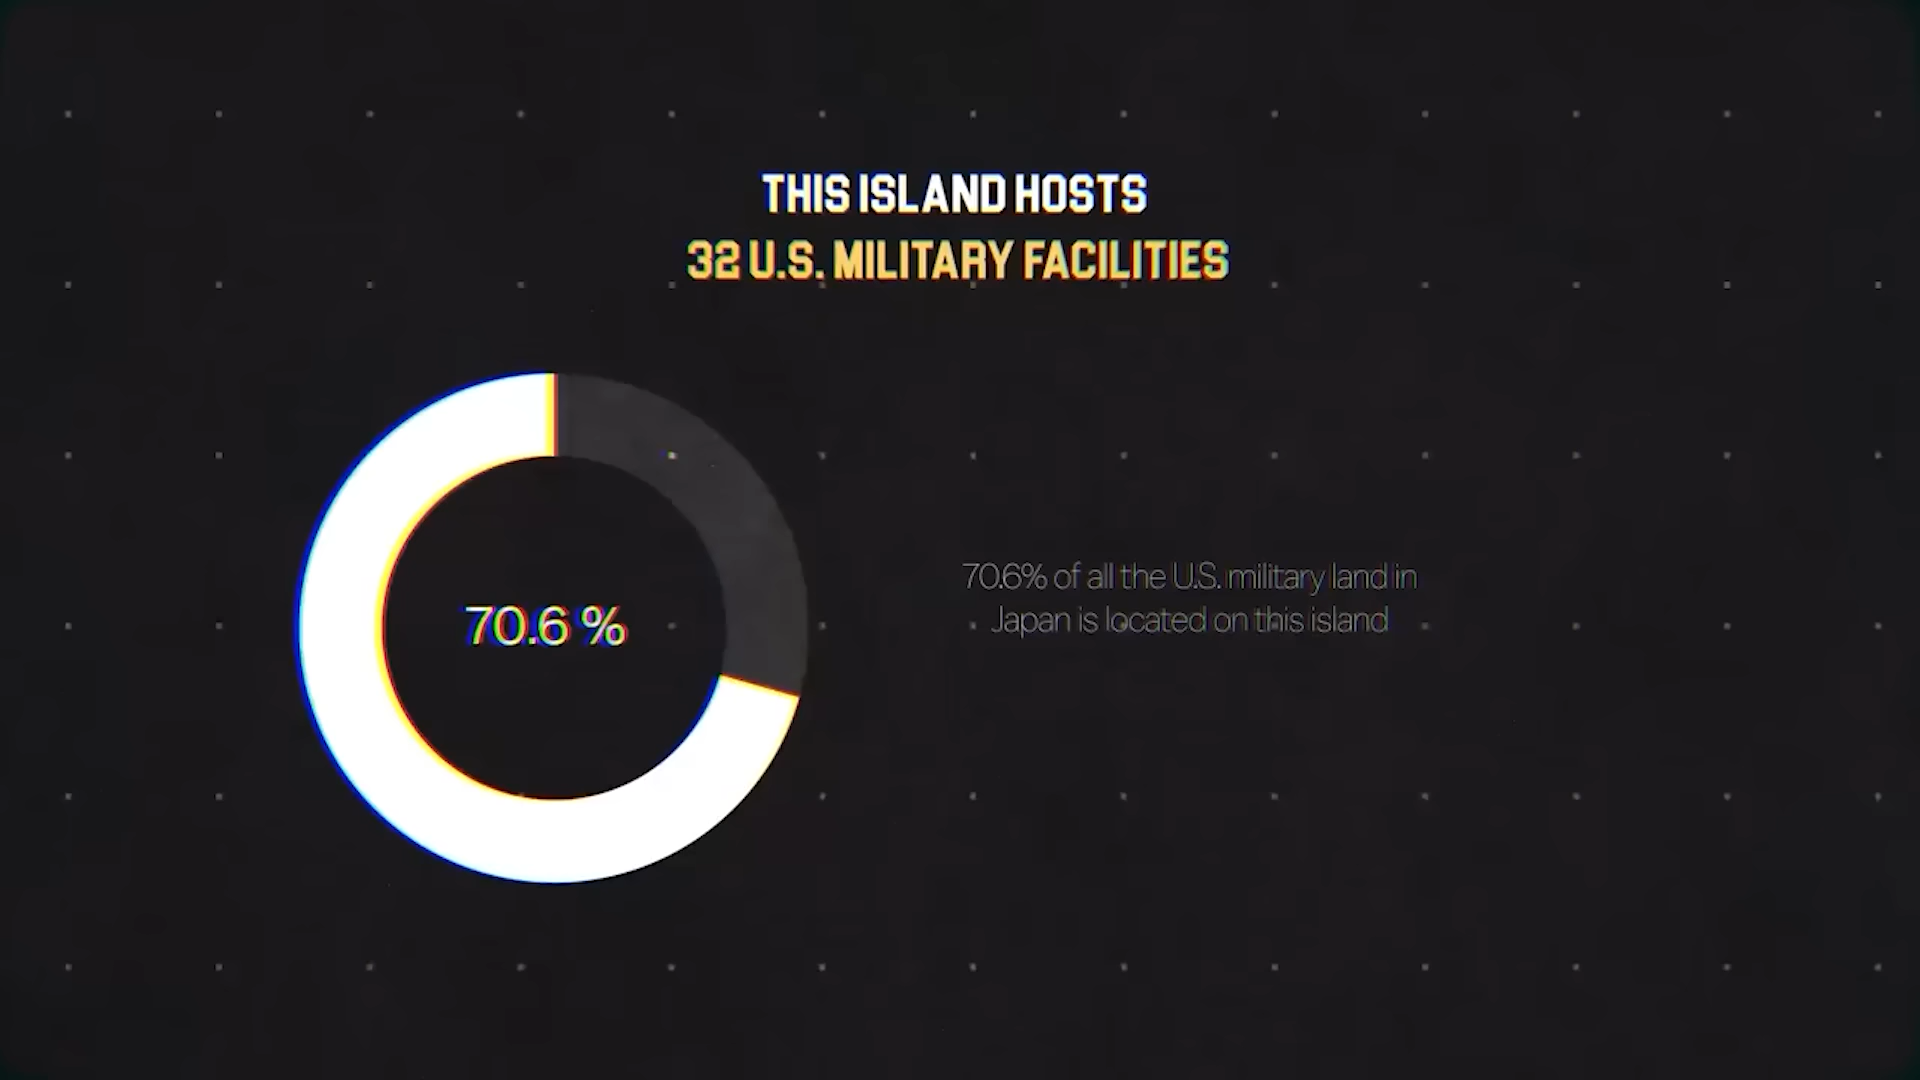 THIS ISLAND HOSTS
32 U.S. MILITARY FACILITIES
70.6 %
70.6% of all the U.S. military land in
Japan is located on this island